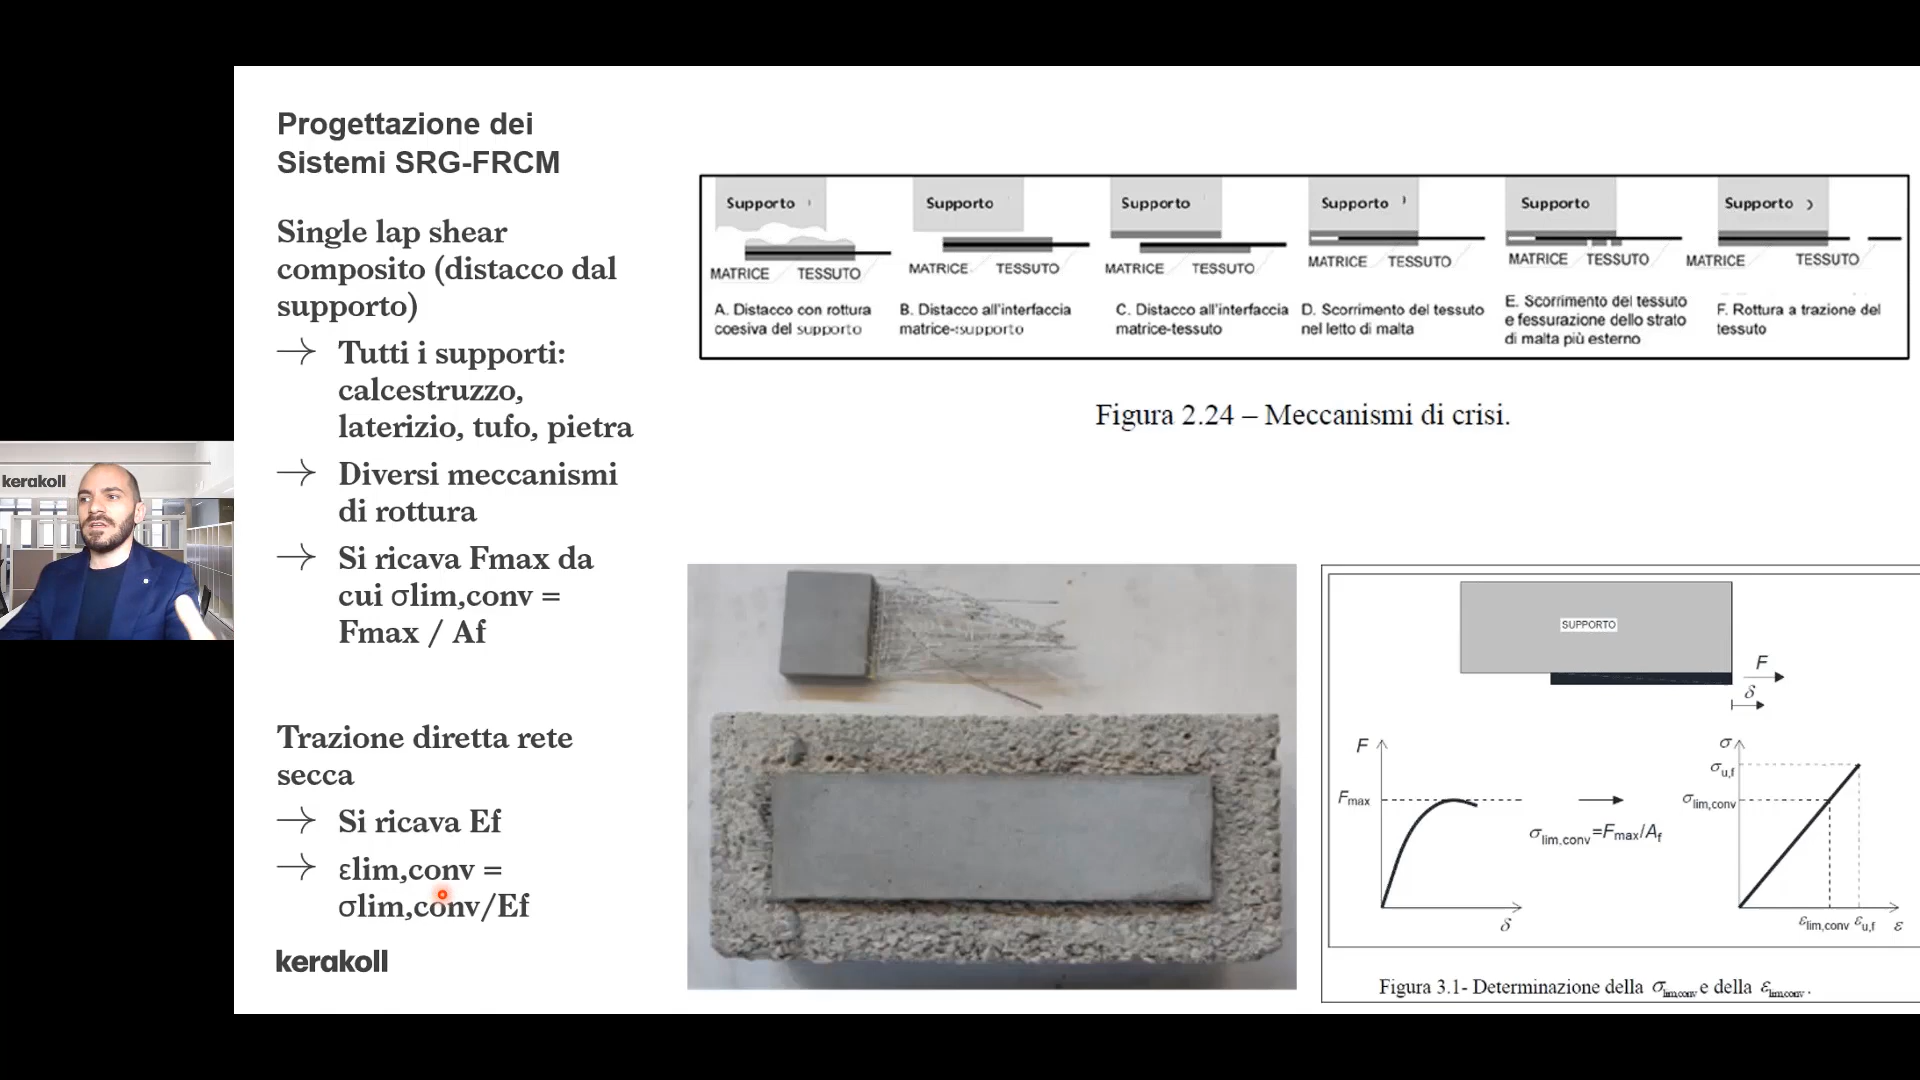 Progettazione dei
Sistemi SRG-FRCM
Single lap shear
composito (distacco dal
supporto)
Tutti i supporti:
calcestruzzo,
laterizio, tufo, pietra
Diversi meccanismi
di rottura
Si ricava Fmax da
cui σlim,conv =
Fmax / Af
Trazione diretta rete
secca
Si ricava Ef
εlim,conv =
σlim,conv/Ef
kerakoll
kerakoll
Supporto
MATRICE TESSUTO
A. Distacco con rottura
coesiva del supporto
Supporto
MATRICE TESSUTO
B. Distacco all'interfaccia
matrice-supporto
Supporto
MATRICE TESSUTO
C. Distacco all'interfaccia
matrice-tessuto
Supporto
MATRICE TESSUTO
D. Scorrimento del tessuto
nel letto di malta
Supporto
MATRICE TESSUTO
E. Scorrimento del tessuto
e fessurazione dello strato
di malta più esterno
Supporto
MATRICE TESSUTO
F. Rottura a trazione del
tessuto
Figura 2.24 – Meccanismi di crisi.
SUPPORTO
F
δ
F
Fmax
δ
σlim,conv=Fmax/Af
σ
σu,f
σlim,conv
εlim,conv εu,f ε
Figura 3.1- Determinazione della σlim,conv e della εlim,conv.